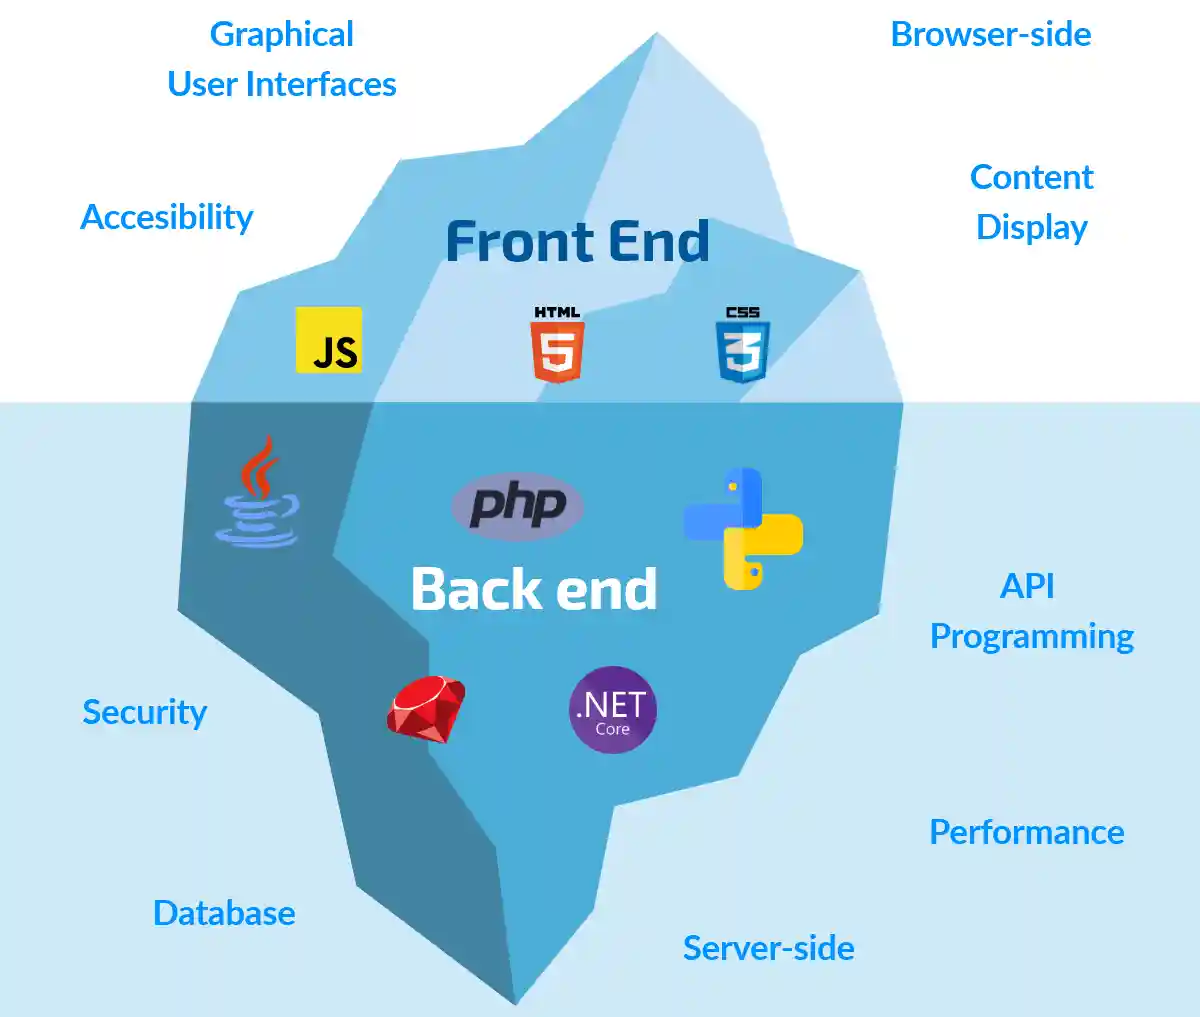 Graphical
User Interfaces
Browser-side
Accesibility
Content
Display
Front End
JS
HTML
5
CSS
3
php
Back end
API
Programming
Security
.NET
Core
Performance
Database
Server-side